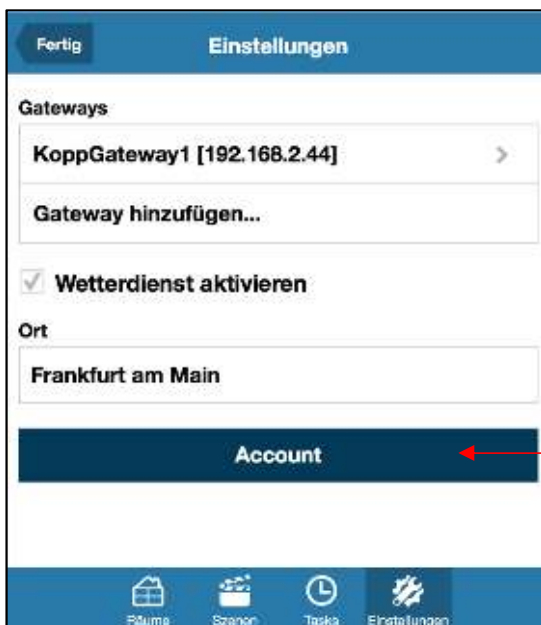 Fertig
Einstellungen
Gateways
KoppGateway1 [192.168.2.44]
Gateway hinzufügen...
Wetterdienst aktivieren
Ort
Frankfurt am Main
Account
Räume Szenen Tasks Einstellungen